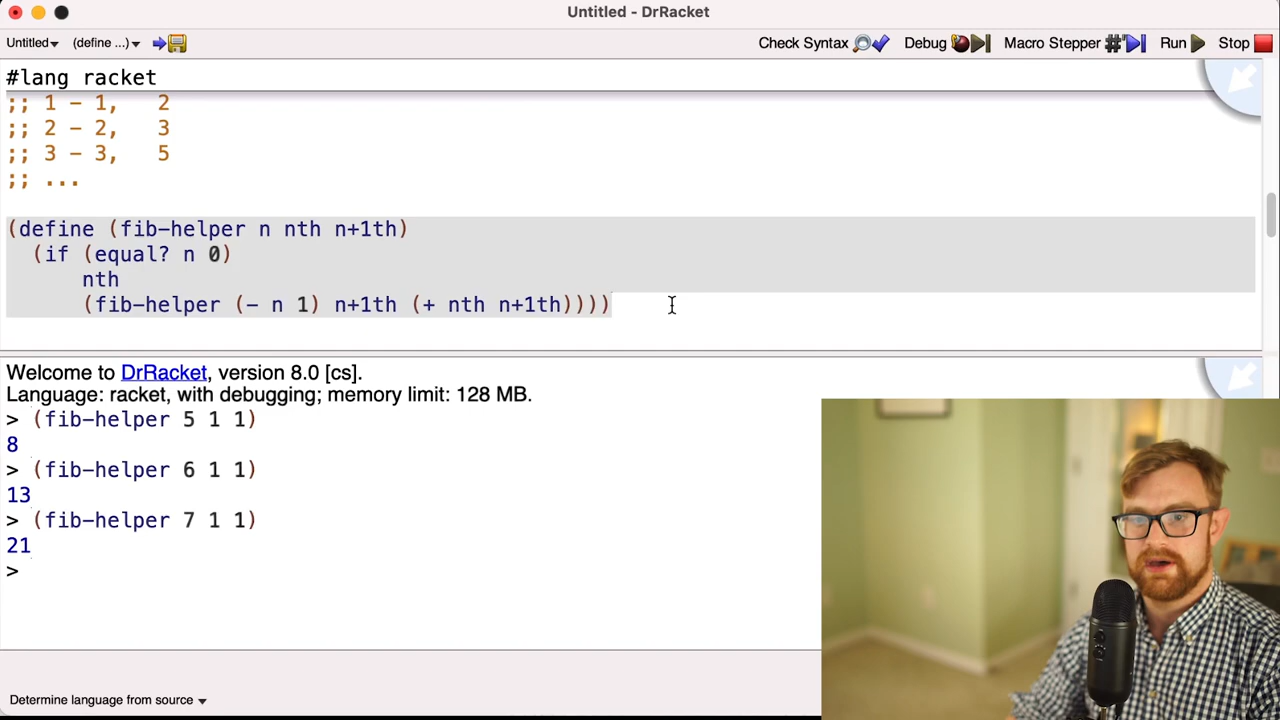 Untitled - DrRacket
Untitled (define ...) Check Syntax Debug Macro Stepper Run Stop
#lang racket
;; 1 - 1,   2
;; 2 - 2,   3
;; 3 - 3,   5
;; ...
(define (fib-helper n nth n+1th)
(if (equal? n 0)
nth
(fib-helper (- n 1) n+1th (+ nth n+1th))))
Welcome to DrRacket, version 8.0 [cs].
Language: racket, with debugging; memory limit: 128 MB.
> (fib-helper 5 1 1)
8
> (fib-helper 6 1 1)
13
> (fib-helper 7 1 1)
21
>
Determine language from source